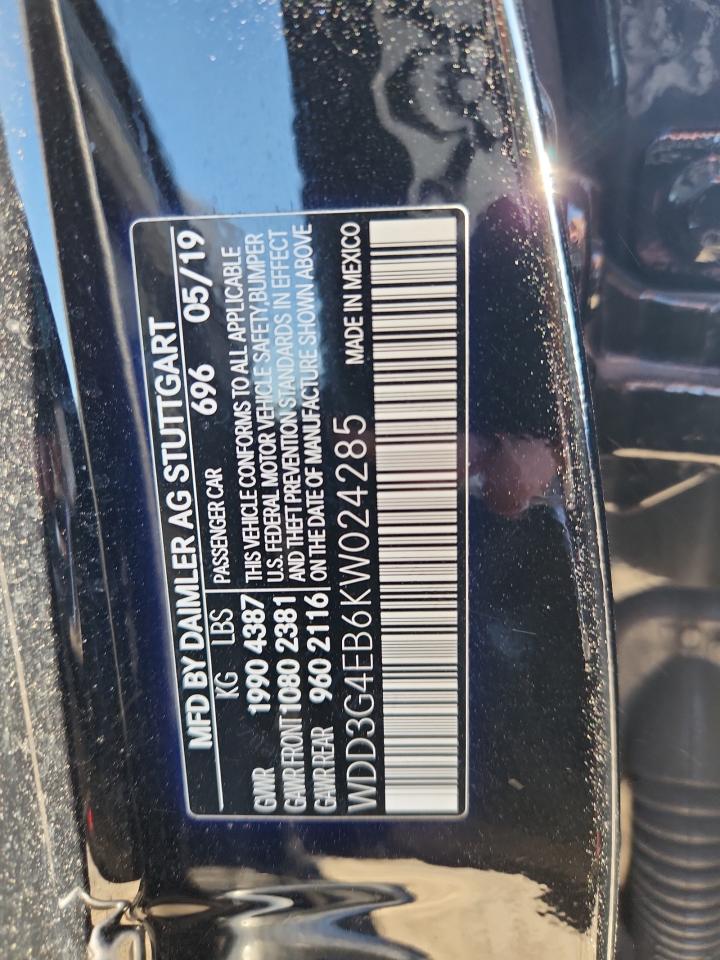 MFD BY DAIMLER AG STUTTGART
696 05/19
KG LBS PASSENGER CAR
GVWR 1990 4387 THIS VEHICLE CONFORMS TO ALL APPLICABLE
U.S. FEDERAL MOTOR VEHICLE SAFETY, BUMPER
GAWR FRONT 1080 2381 AND THEFT PREVENTION STANDARDS IN EFFECT
GAWR REAR 960 2116 ON THE DATE OF MANUFACTURE SHOWN ABOVE
WDD3G4EB6KW024285 MADE IN MEXICO